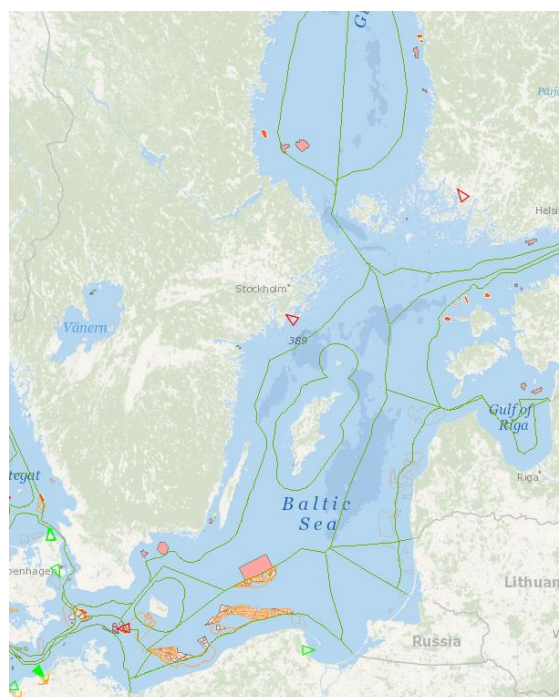 Helsi
Stockholm
Vänern
389
Gulf of
Riga
tegat
Riga
Baltic
Sea
penhagen
Lithuan
Russia